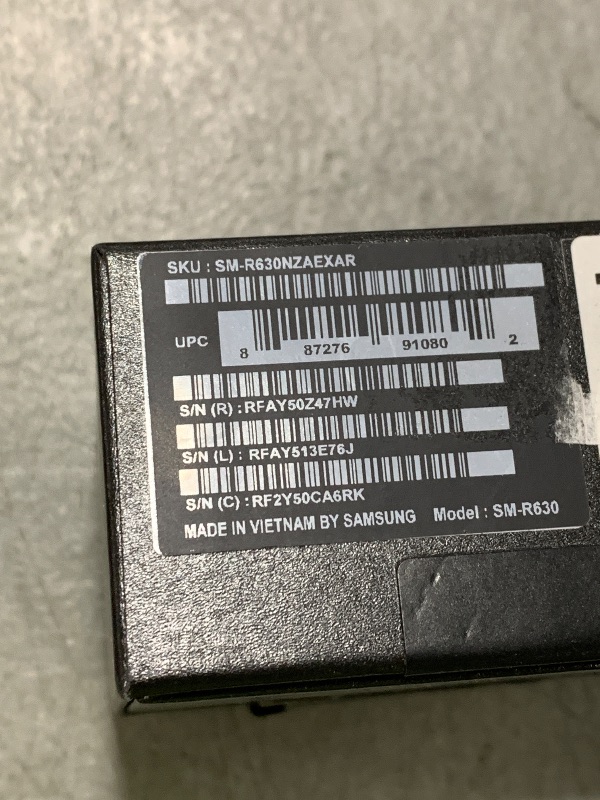 SKU : SM-R630NZAEXAR
UPC
8 87276 91080 2
S/N (R) : RFAY50Z47HW
S/N (L) : RFAY513E76J
S/N (C) : RF2Y50CA6RK
MADE IN VIETNAM BY SAMSUNG Model : SM-R630